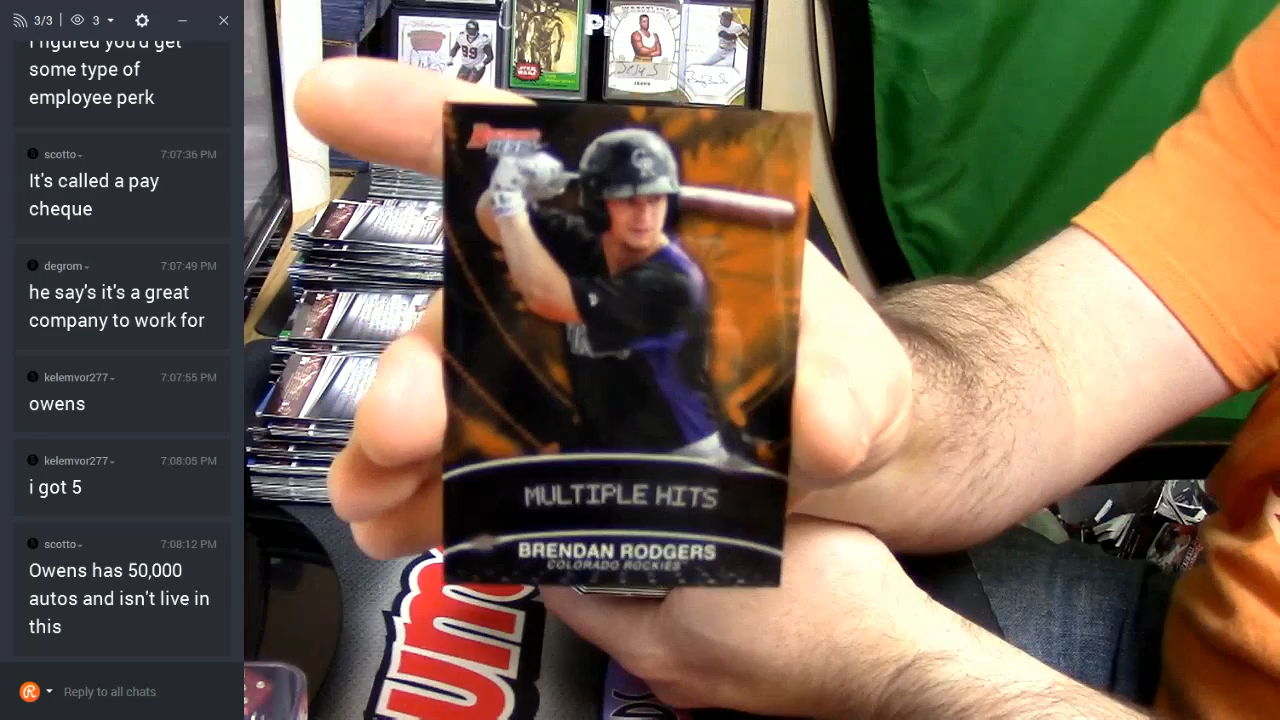 3/3
3
I figured you'd get
some type of
employee perk
scotto
7:07:36 PM
It's called a pay
cheque
degrom
7:07:49 PM
he say's it's a great
company to work for
kelemvor277
7:07:55 PM
owens
kelemvor277
7:08:05 PM
i got 5
scotto
7:08:12 PM
Owens has 50,000
autos and isn't live in
this
Reply to all chats
99
STAR WARS
MULTIPLE HITS
BRENDAN RODGERS
COLORADO ROCKIES